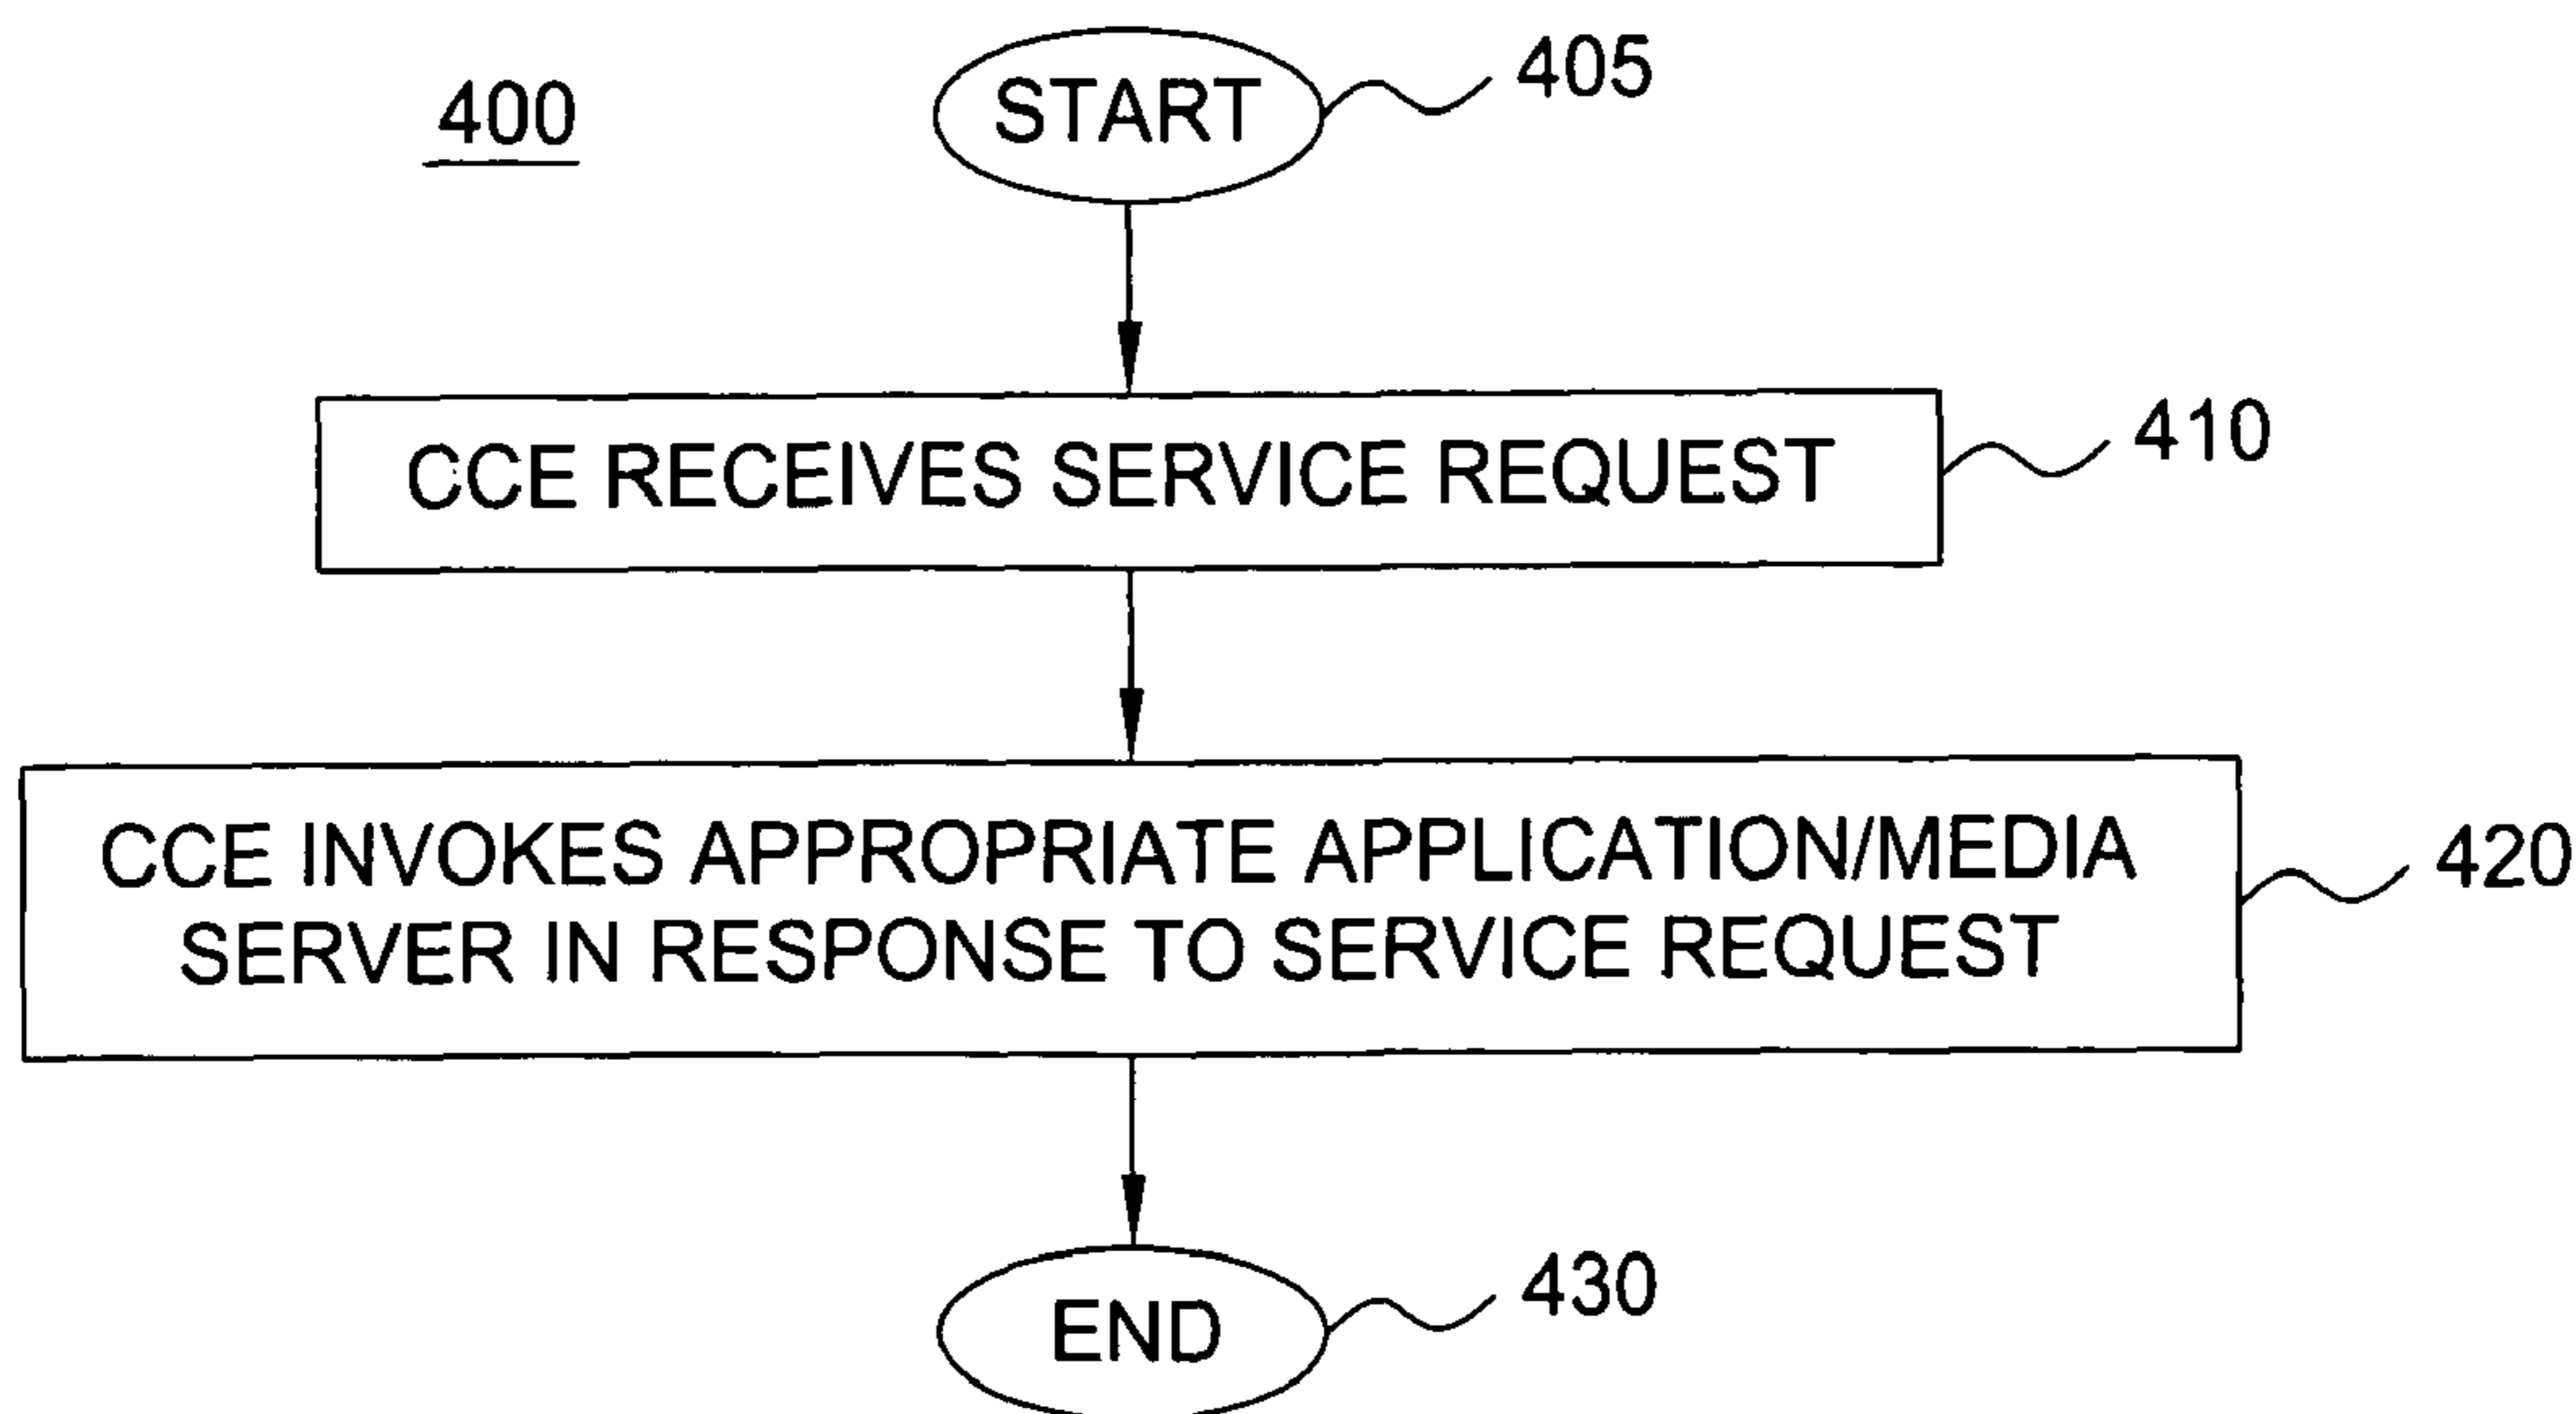 400
START
405
CCE RECEIVES SERVICE REQUEST
410
CCE INVOKES APPROPRIATE APPLICATION/MEDIA
SERVER IN RESPONSE TO SERVICE REQUEST
420
END
430